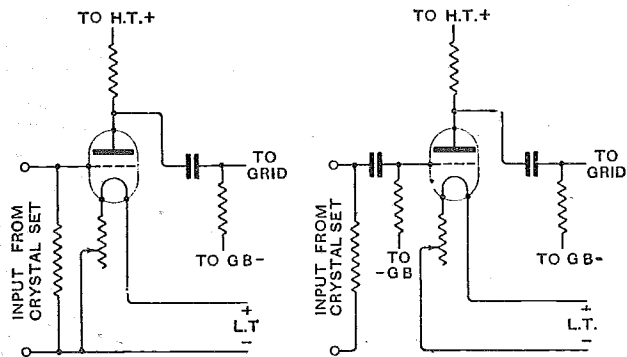 TO H.T.+
TO
GRID
TO GB-
INPUT FROM
CRYSTAL SET
+
L.T
-
TO H.T.+
TO
GRID
TO
-GB
TO GB-
INPUT FROM
CRYSTAL SET
+
L.T.
-